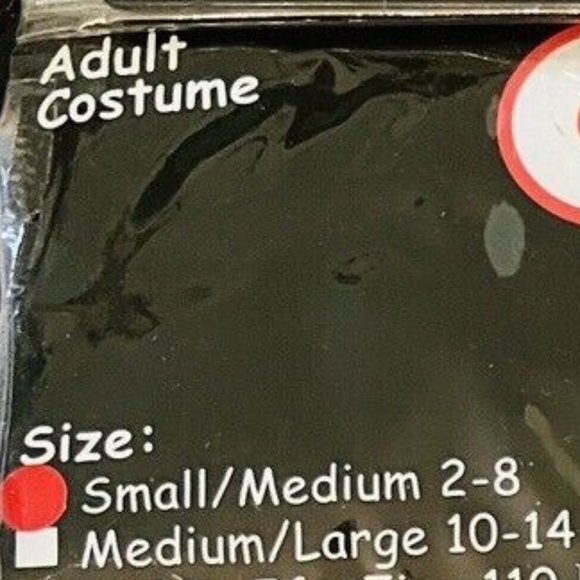 Adult
Costume
Size:
Small/Medium 2-8
Medium/Large 10-14